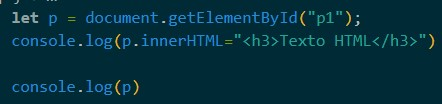 let p = document.getElementById("p1");
console.log(p.innerHTML="<h3>Texto HTML</h3>")
console.log(p)